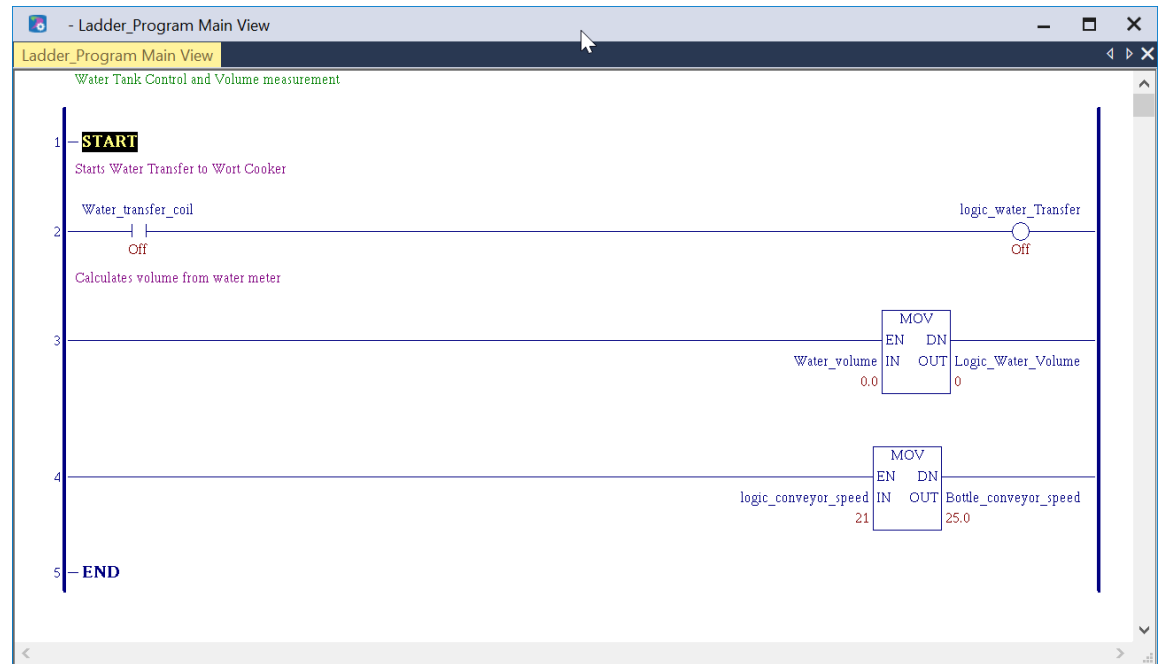 - Ladder_Program Main View
Ladder_Program Main View
Water Tank Control and Volume measurement
1 START
Starts Water Transfer to Wort Cooker
Water_transfer_coil logic_water_Transfer
2
Off Off
Calculates volume from water meter
MOV
3 EN DN
Water_volume IN OUT Logic_Water_Volume
0.0 0
MOV
4 EN DN
logic_conveyor_speed IN OUT Bottle_conveyor_speed
21 25.0
5 END